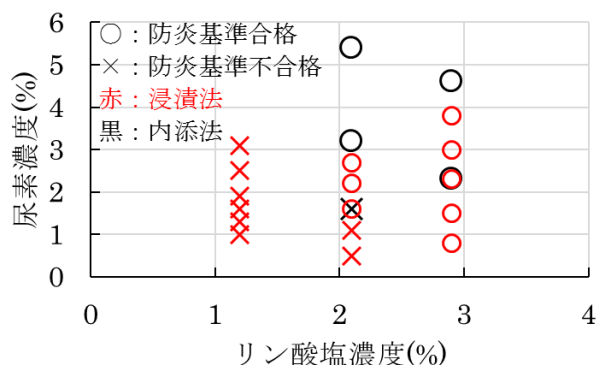 ○：防炎基準合格
×：防炎基準不合格
赤：浸漬法
黒：内添法
尿素濃度(%)
6
5
4
3
2
1
0
0 1 2 3 4
リン酸塩濃度(%)